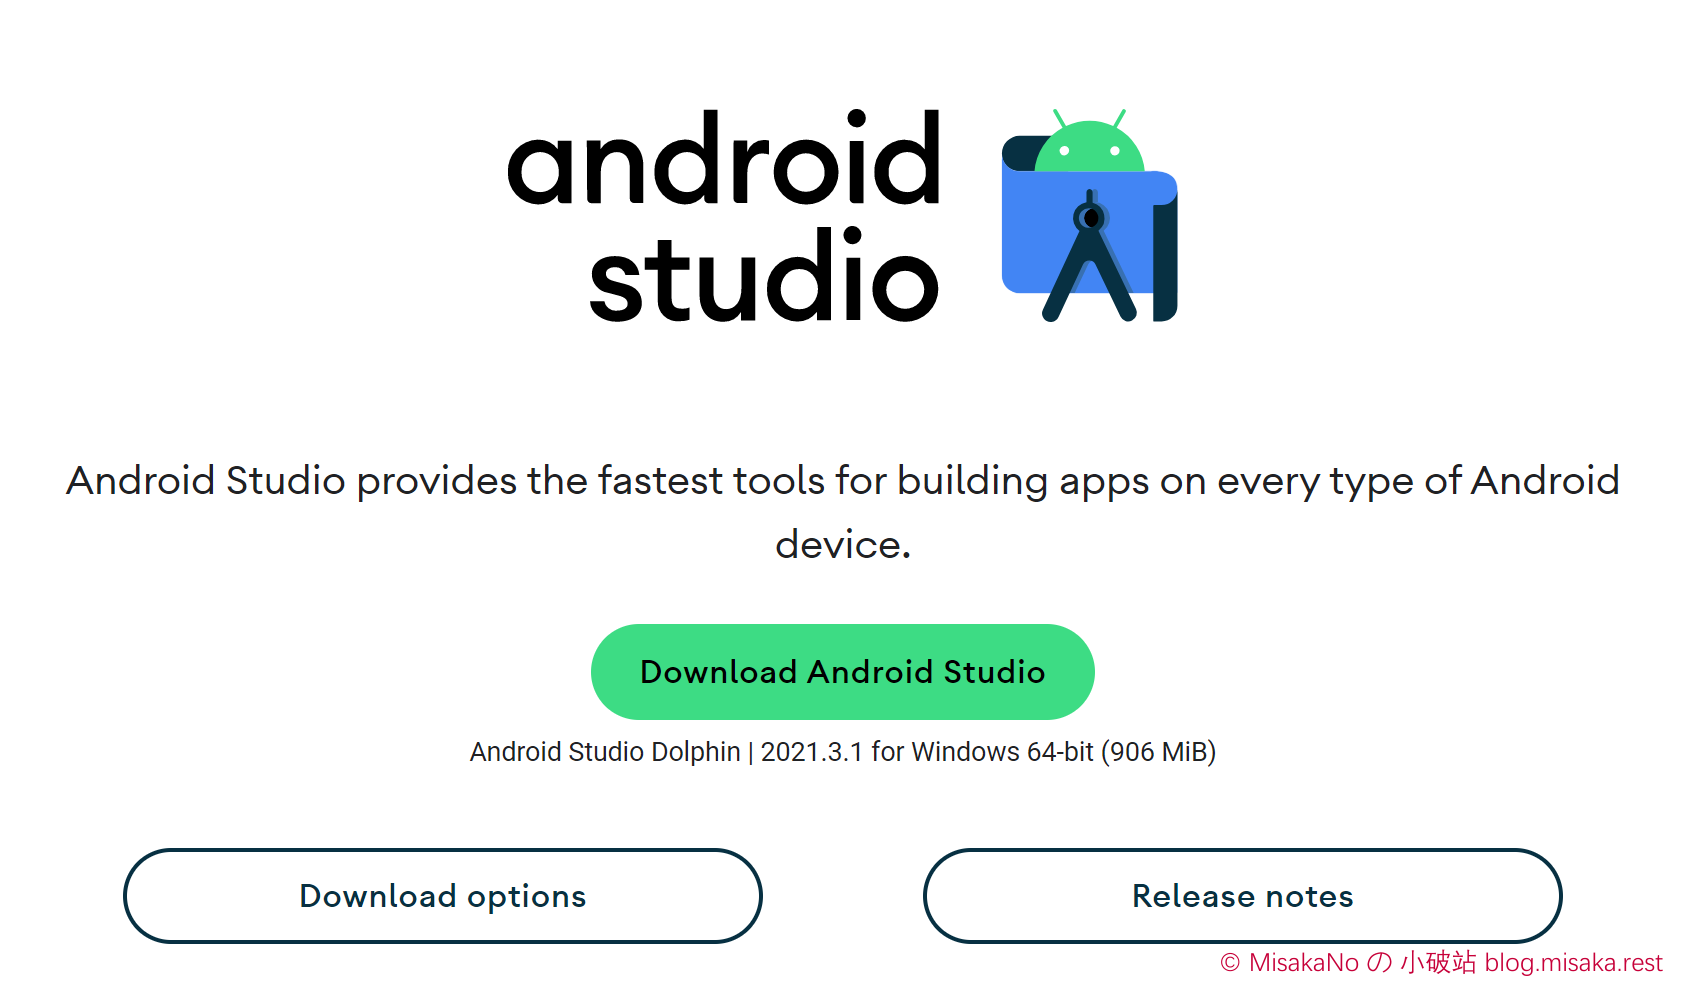 android
studio
Android Studio provides the fastest tools for building apps on every type of Android
device.
Download Android Studio
Android Studio Dolphin | 2021.3.1 for Windows 64-bit (906 MiB)
Download options
Release notes
© MisakaNo の 小破站 blog.misaka.rest